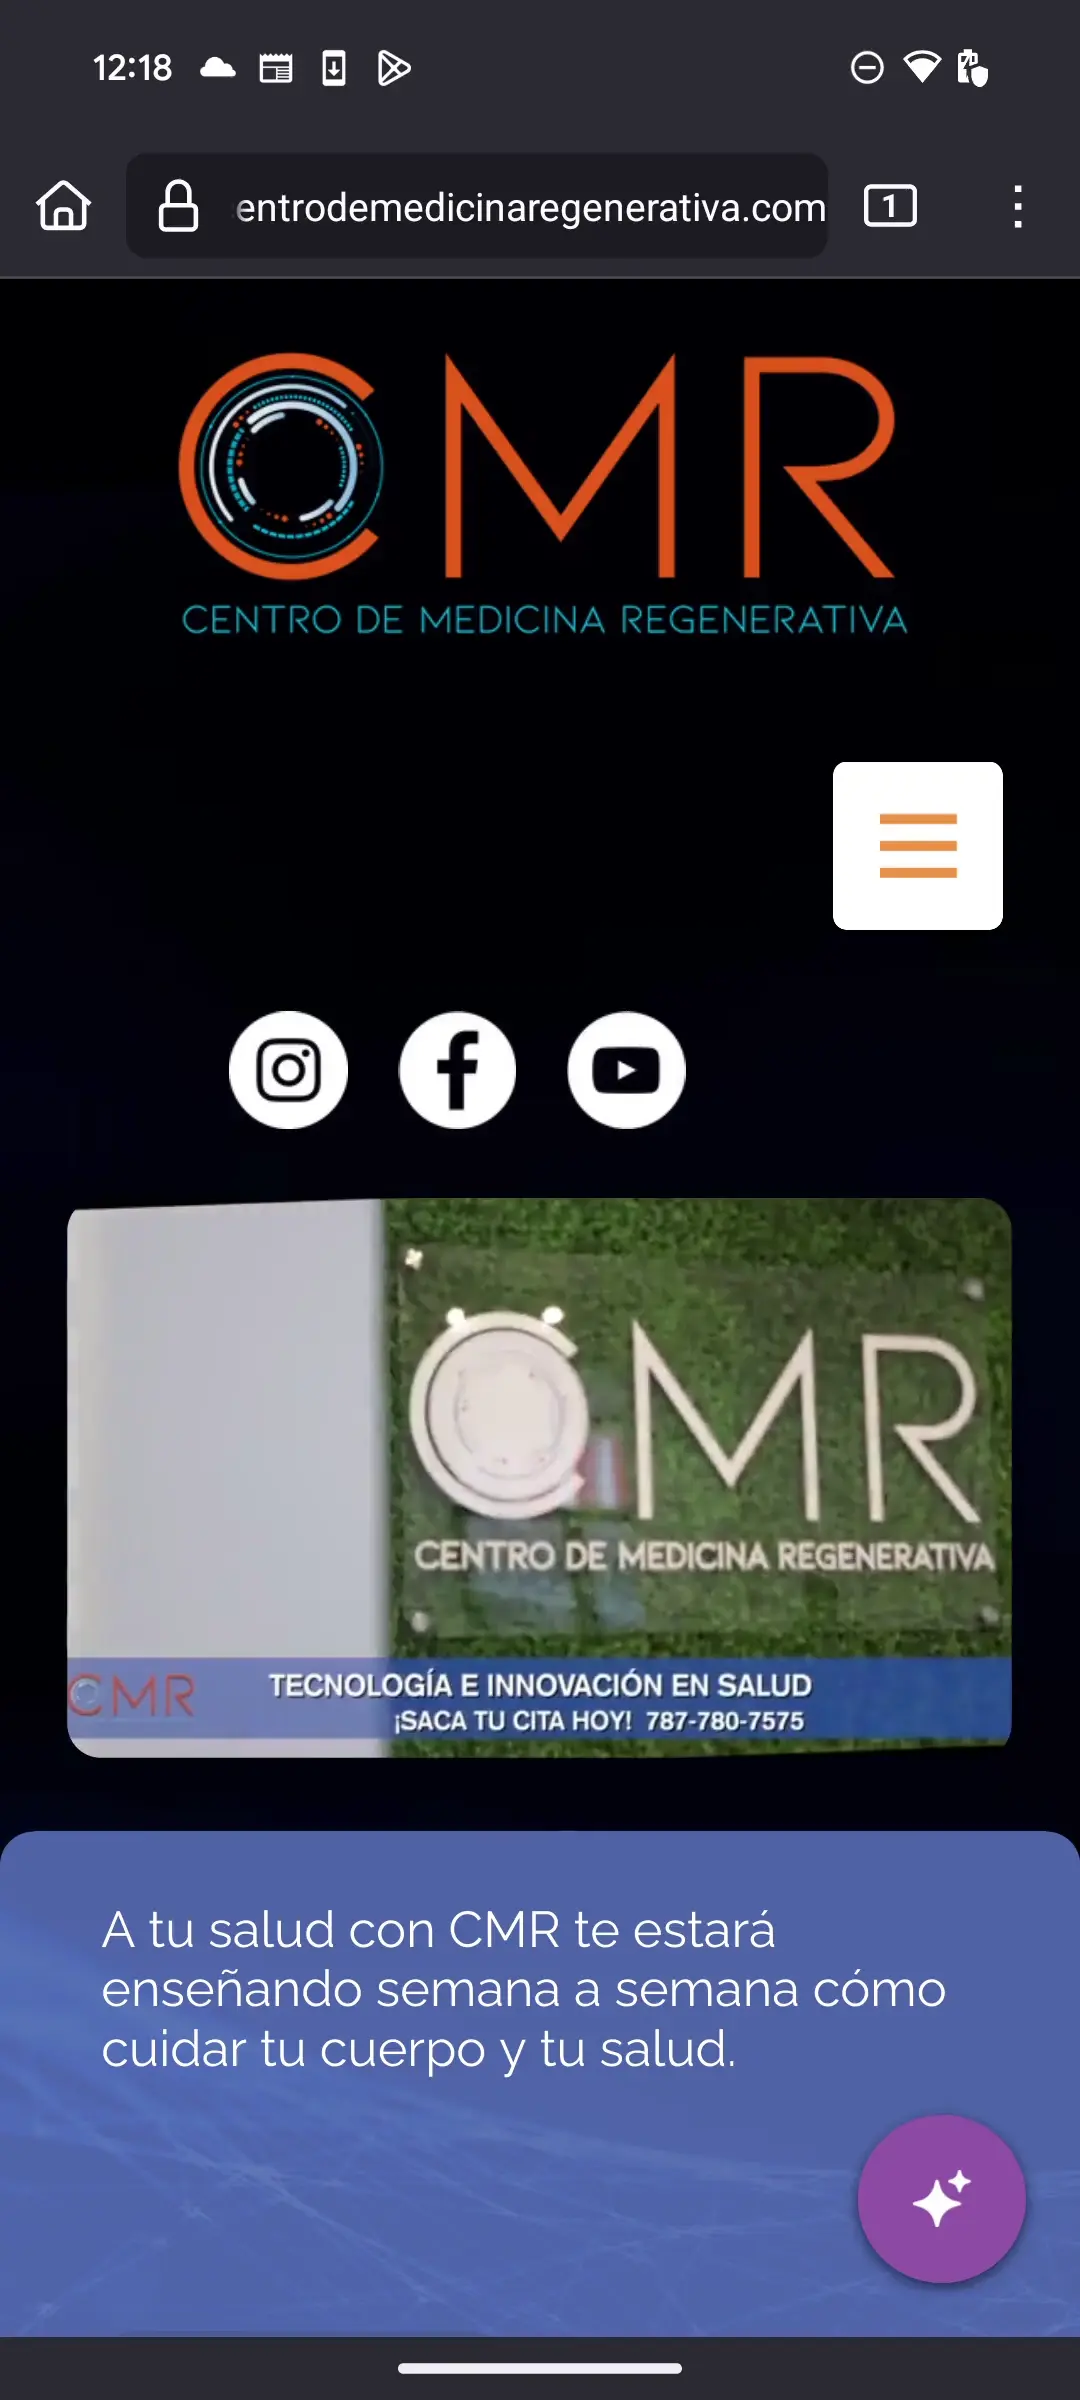 12:18
entrodemedicinaregenerativa.com
1
CMR
CENTRO DE MEDICINA REGENERATIVA
CMR
CENTRO DE MEDICINA REGENERATIVA
CMR
TECNOLOGÍA E INNOVACIÓN EN SALUD
¡SACA TU CITA HOY! 787-780-7575
A tu salud con CMR te estará
enseñando semana a semana cómo
cuidar tu cuerpo y tu salud.